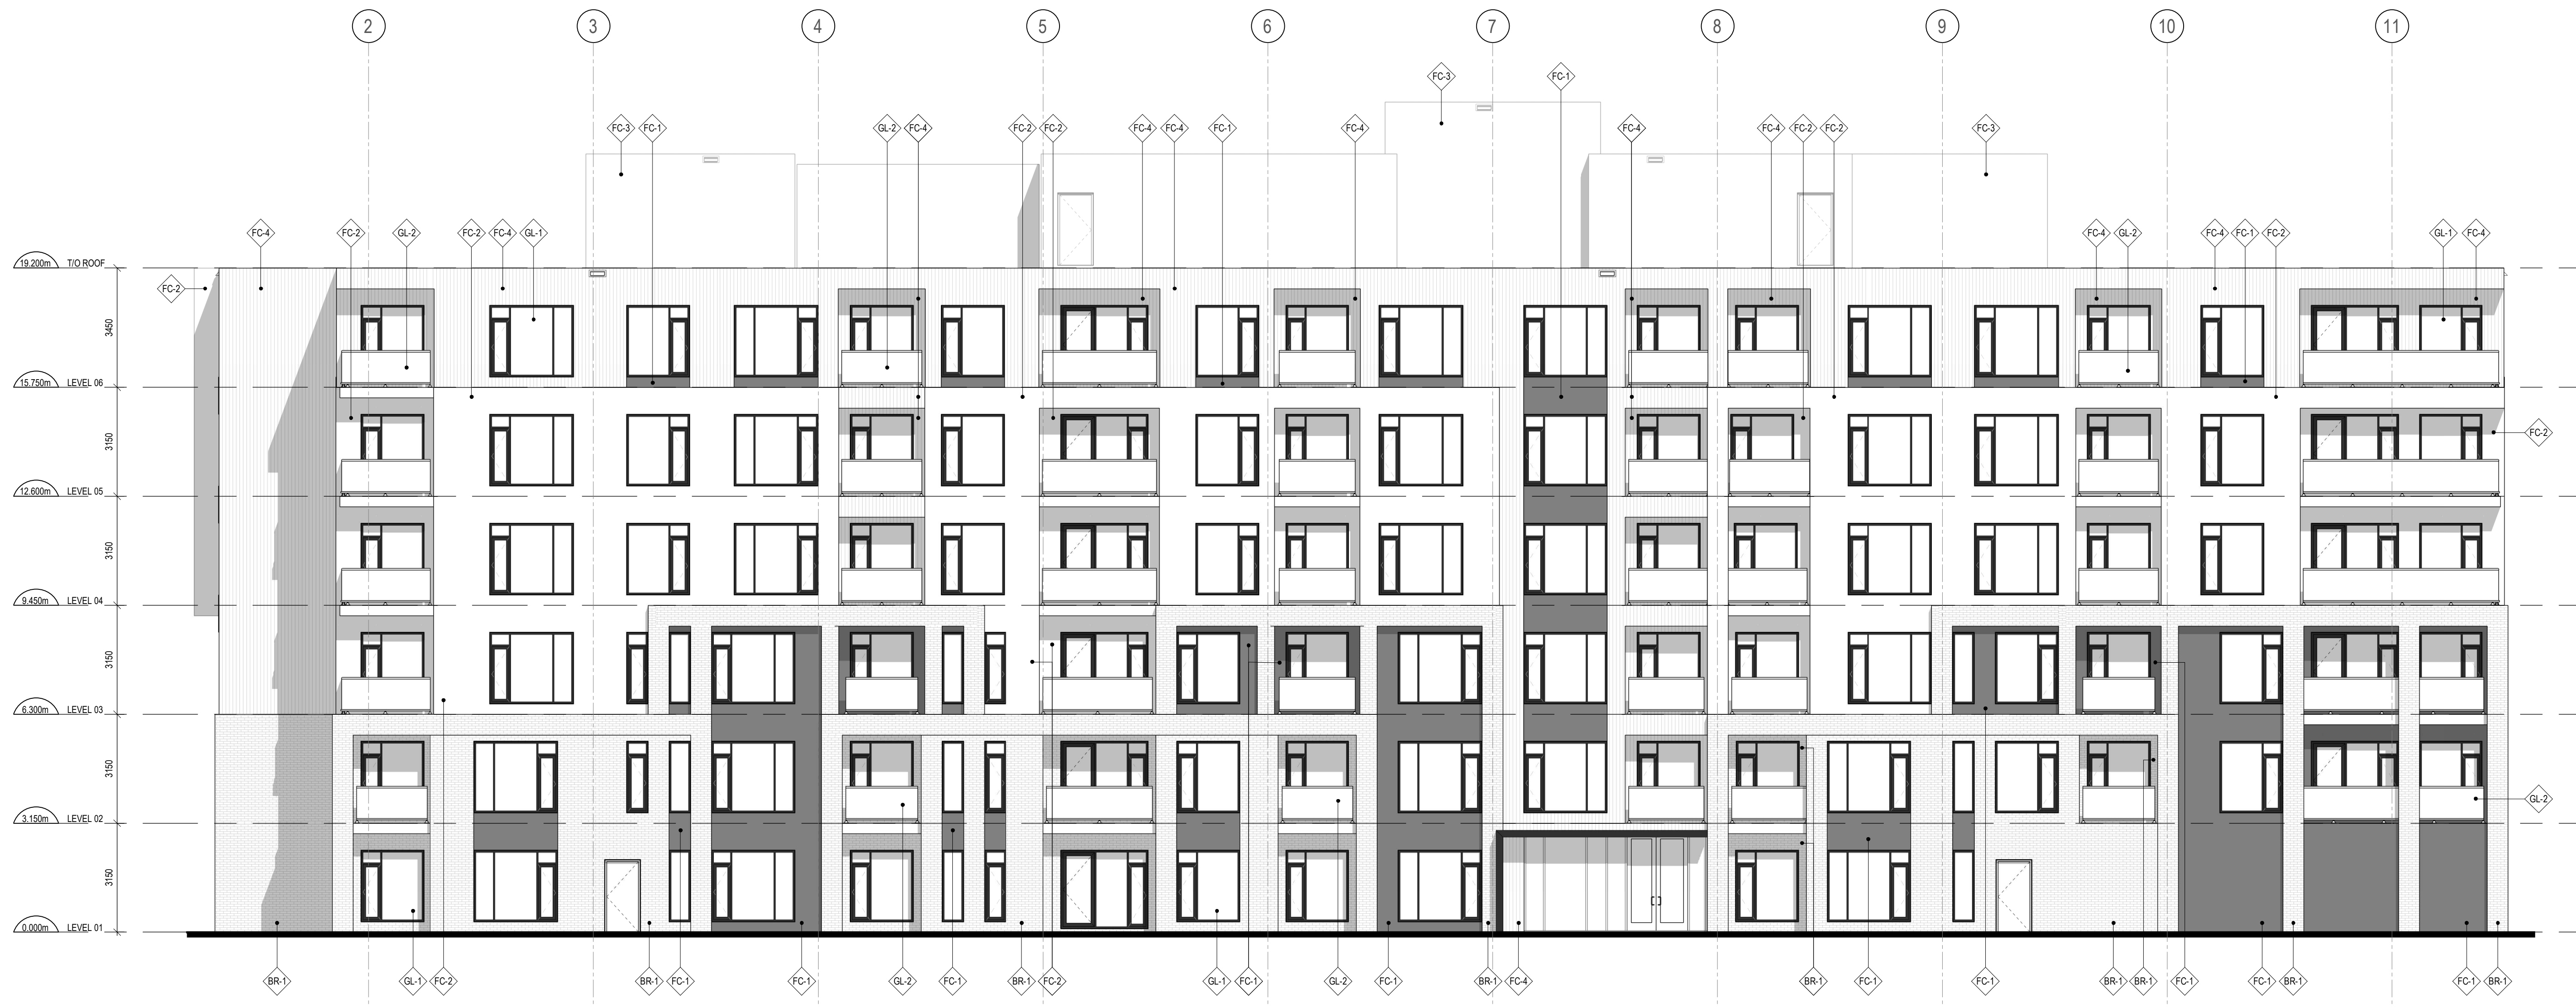 2 3 4 5 6 7 8 9 10 11
FC-3 FC-1
FC-3 FC-1 GL-2 FC-4 FC-2 FC-2 FC-4 FC-4 FC-1 FC-4 FC-4 FC-4 FC-2 FC-2 FC-3
FC-4 FC-2 GL-2 FC-2 FC-4 GL-1 FC-4 GL-2 FC-4 FC-1 FC-2 GL-1 FC-4
19.200m T/O ROOF
FC-2
3450
15.750m LEVEL 06
3150
FC-2
12.600m LEVEL 05
3150
9.450m LEVEL 04
3150
6.300m LEVEL 03
3150
GL-2
3.150m LEVEL 02
3150
0.000m LEVEL 01
BR-1 GL-1 FC-2 BR-1 FC-1 FC-1 GL-2 FC-1 BR-1 FC-2 GL-1 FC-1 GL-2 FC-1 BR-1 FC-4 BR-1 FC-1 FC-1 BR-1 BR-1 FC-1 FC-1 BR-1 FC-1 BR-1